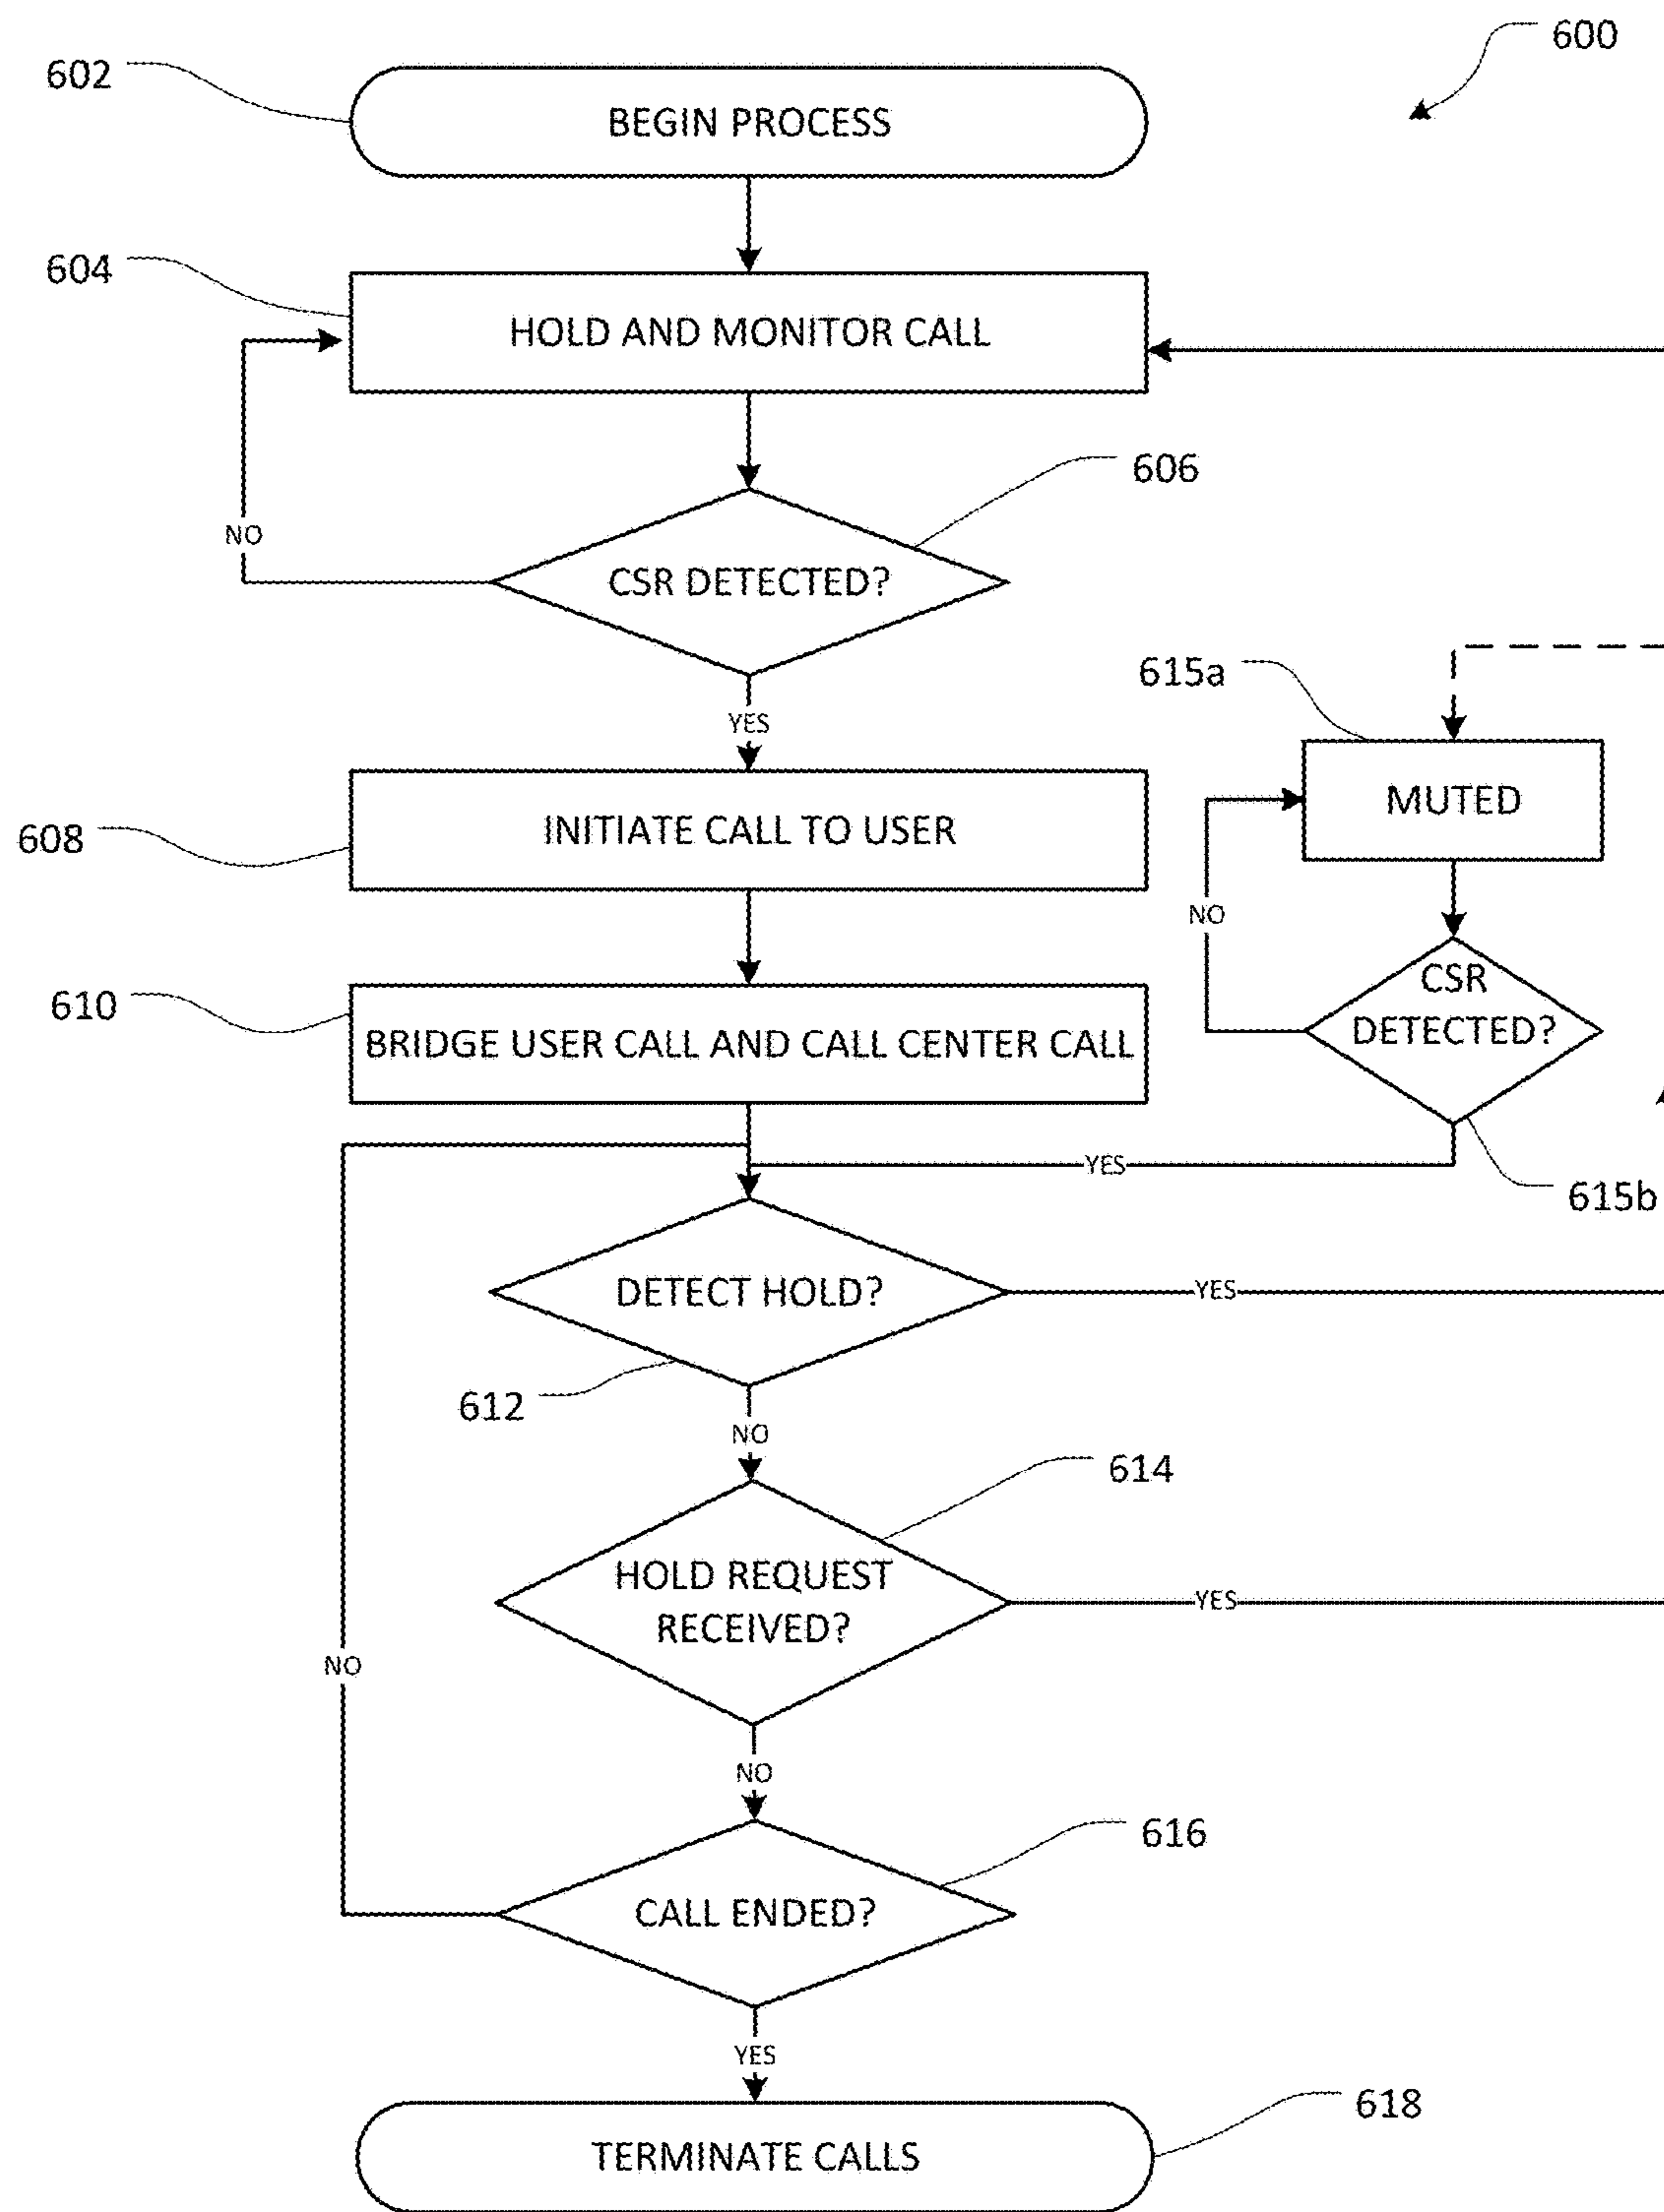 600
602
BEGIN PROCESS
604
HOLD AND MONITOR CALL
606
NO
CSR DETECTED?
YES
615a
608
INITIATE CALL TO USER
MUTED
NO
610
BRIDGE USER CALL AND CALL CENTER CALL
CSR
DETECTED?
YES
615b
DETECT HOLD?
YES
612
NO
614
HOLD REQUEST
RECEIVED?
YES
NO
NO
616
CALL ENDED?
YES
618
TERMINATE CALLS